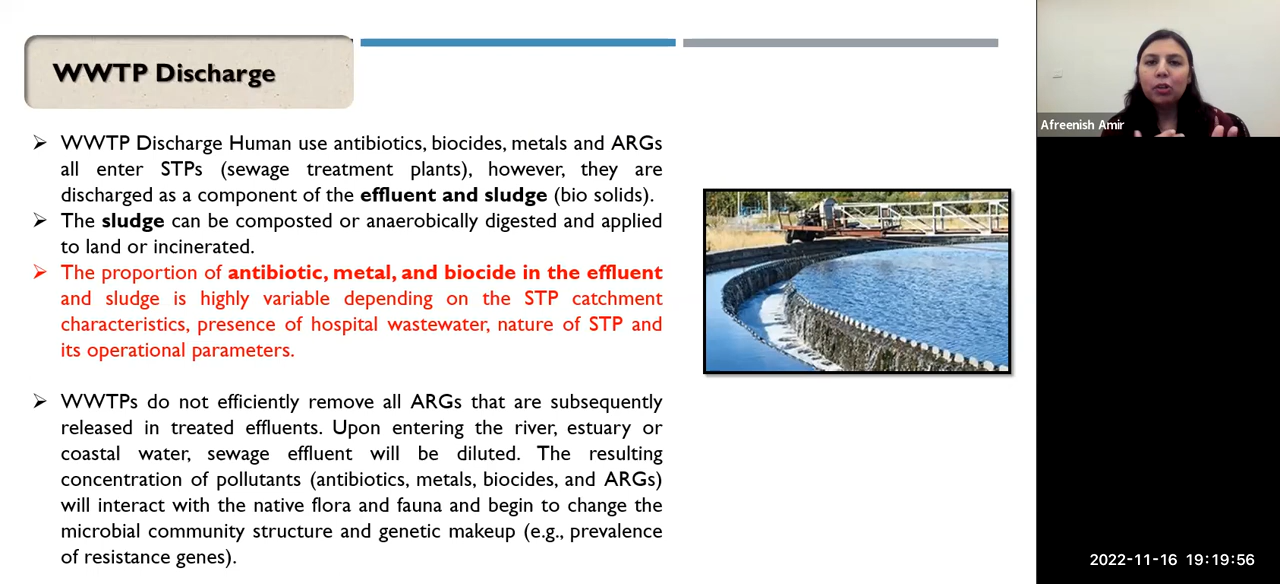 WWTP Discharge
➢ WWTP Discharge Human use antibiotics, biocides, metals and ARGs
all enter STPs (sewage treatment plants), however, they are
discharged as a component of the effluent and sludge (bio solids).
➢ The sludge can be composted or anaerobically digested and applied
to land or incinerated.
➢ The proportion of antibiotic, metal, and biocide in the effluent
and sludge is highly variable depending on the STP catchment
characteristics, presence of hospital wastewater, nature of STP and
its operational parameters.
➢ WWTPs do not efficiently remove all ARGs that are subsequently
released in treated effluents. Upon entering the river, estuary or
coastal water, sewage effluent will be diluted. The resulting
concentration of pollutants (antibiotics, metals, biocides, and ARGs)
will interact with the native flora and fauna and begin to change the
microbial community structure and genetic makeup (e.g., prevalence
of resistance genes).
Afreenish Amir
2022-11-16 19:19:56